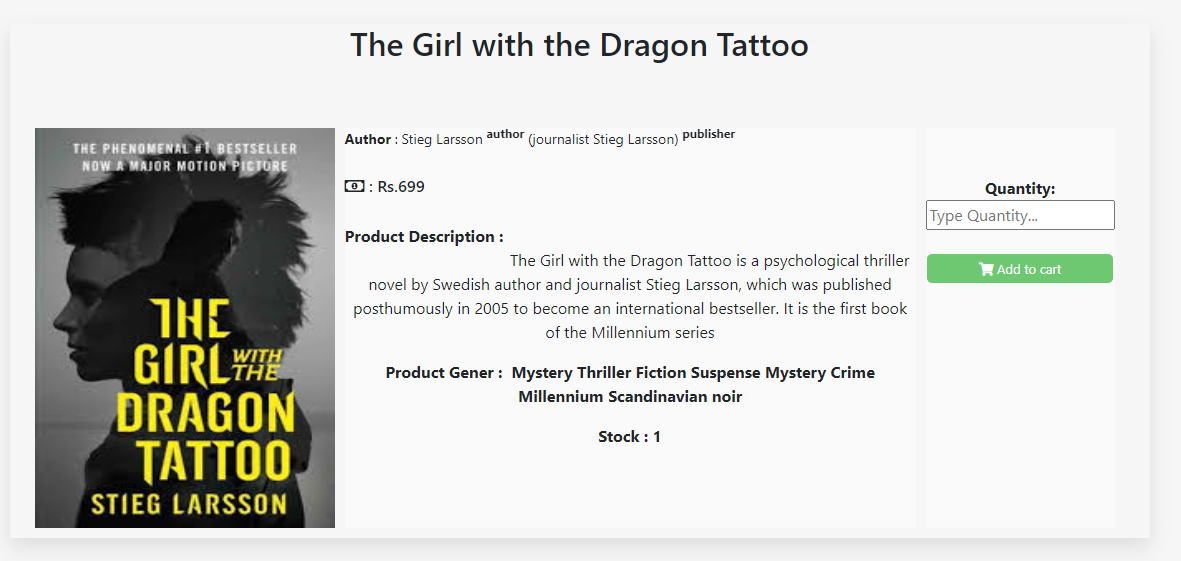 The Girl with the Dragon Tattoo
THE PHENOMENAL #1 BESTSELLER
NOW A MAJOR MOTION PICTURE
THE
GIRL WITH
THE
DRAGON
TATTOO
STIEG LARSSON
Author : Stieg Larsson author (journalist Stieg Larsson) publisher
: Rs.699
Product Description :
The Girl with the Dragon Tattoo is a psychological thriller
novel by Swedish author and journalist Stieg Larsson, which was published
posthumously in 2005 to become an international bestseller. It is the first book
of the Millennium series
Product Gener : Mystery Thriller Fiction Suspense Mystery Crime
Millennium Scandinavian noir
Stock : 1
Quantity:
Type Quantity...
Add to cart